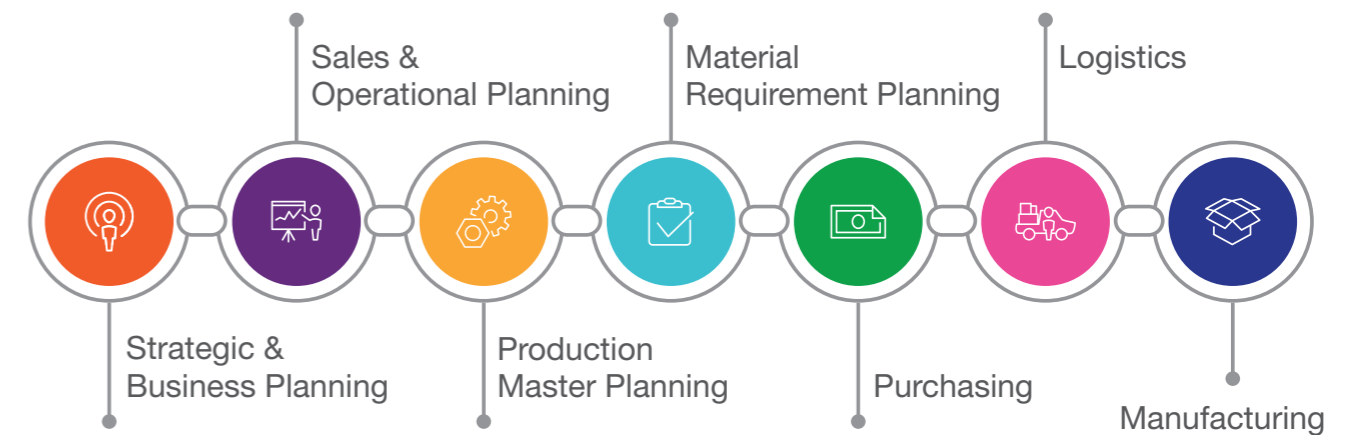 Sales &
Operational Planning
Material
Requirement Planning
Logistics
Strategic &
Business Planning
Production
Master Planning
Purchasing
Manufacturing